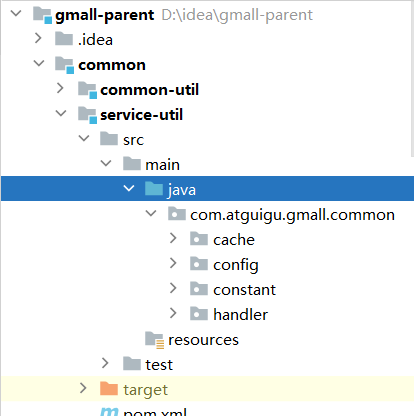 gmall-parent D:\idea\gmall-parent
.idea
common
common-util
service-util
src
main
java
com.atguigu.gmall.common
cache
config
constant
handler
resources
test
target
pom.xml